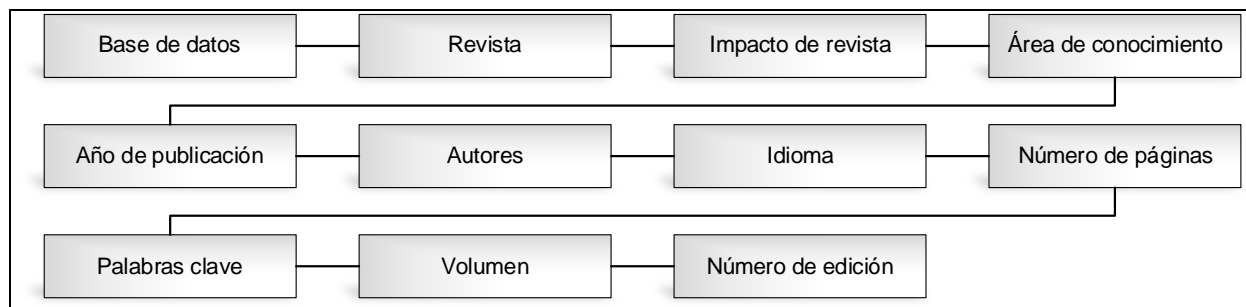 Base de datos
Revista
Impacto de revista
Área de conocimiento
Año de publicación
Autores
Idioma
Número de páginas
Palabras clave
Volumen
Número de edición